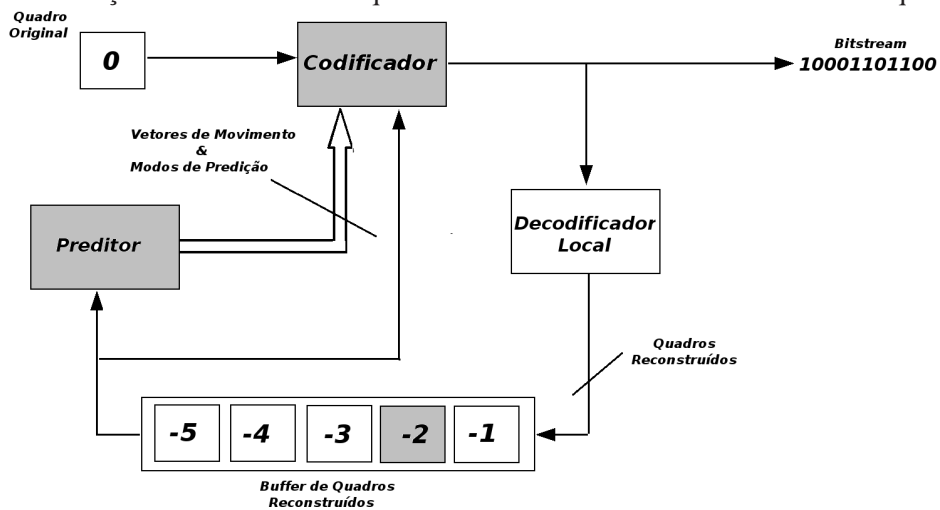 Quadro
Original
0
Codificador
Bitstream
10001101100
Vetores de Movimento
&
Modos de Predição
Preditor
Decodificador
Local
Quadros
Reconstruídos
-5 -4 -3 -2 -1
Buffer de Quadros
Reconstruídos